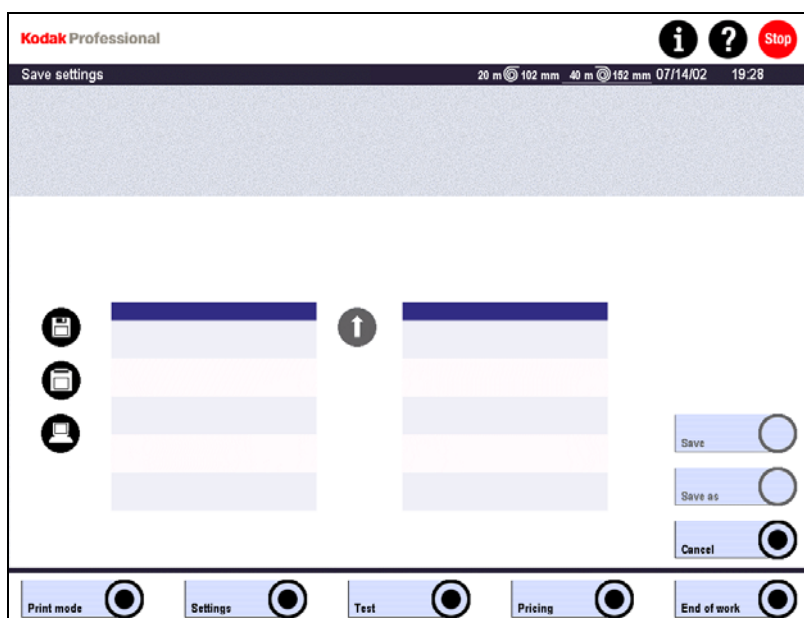 Kodak Professional
i ? Stop
Save settings 20 m 102 mm 40 m 152 mm 07/14/02 19:28
Save
Save as
Cancel
Print mode Settings Test Pricing End of work